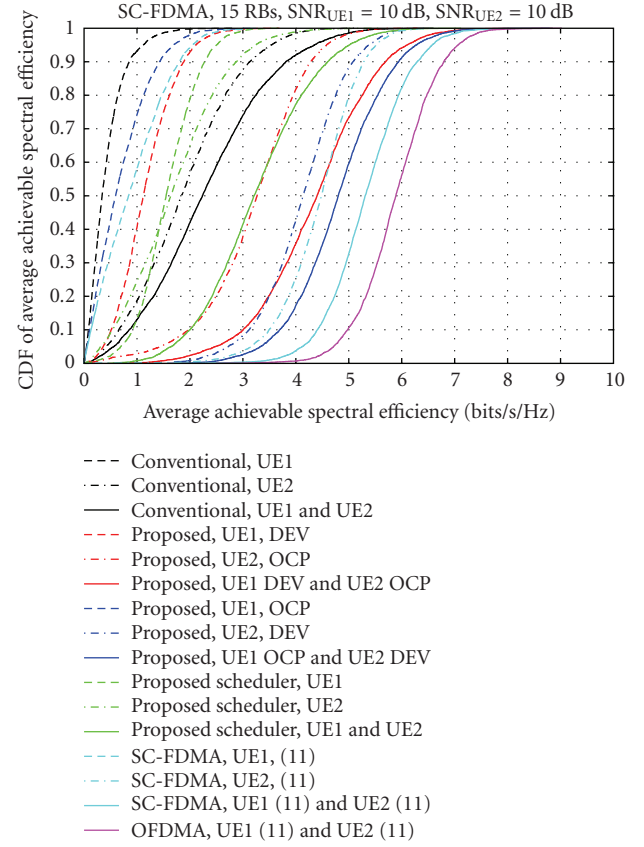 SC-FDMA, 15 RBs, SNR_UE1 = 10 dB, SNR_UE2 = 10 dB
CDF of average achievable spectral efficiency
1
0.9
0.8
0.7
0.6
0.5
0.4
0.3
0.2
0.1
0
0 1 2 3 4 5 6 7 8 9 10
Average achievable spectral efficiency (bits/s/Hz)
Conventional, UE1
Conventional, UE2
Conventional, UE1 and UE2
Proposed, UE1, DEV
Proposed, UE2, OCP
Proposed, UE1 DEV and UE2 OCP
Proposed, UE1, OCP
Proposed, UE2, DEV
Proposed, UE1 OCP and UE2 DEV
Proposed scheduler, UE1
Proposed scheduler, UE2
Proposed scheduler, UE1 and UE2
SC-FDMA, UE1, (11)
SC-FDMA, UE2, (11)
SC-FDMA, UE1 (11) and UE2 (11)
OFDMA, UE1 (11) and UE2 (11)